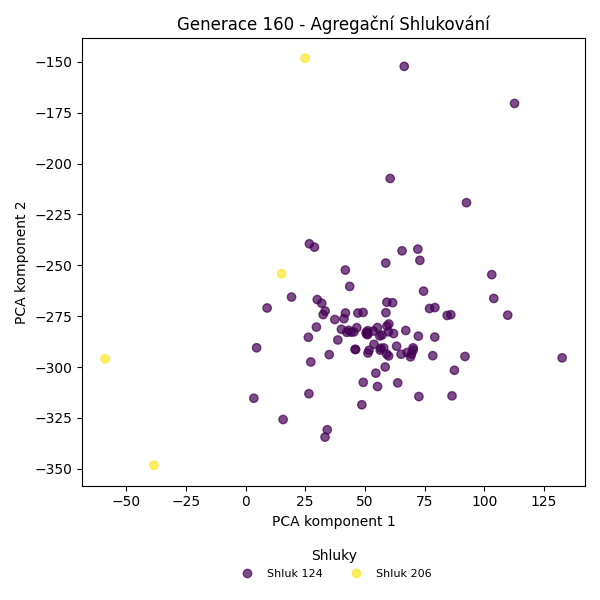 Generace 160 - Agregační Shlukování
PCA komponent 2
−150
−175
−200
−225
−250
−275
−300
−325
−350
−50
−25
0
25
50
75
100
125
PCA komponent 1
Shluky
Shluk 124
Shluk 206